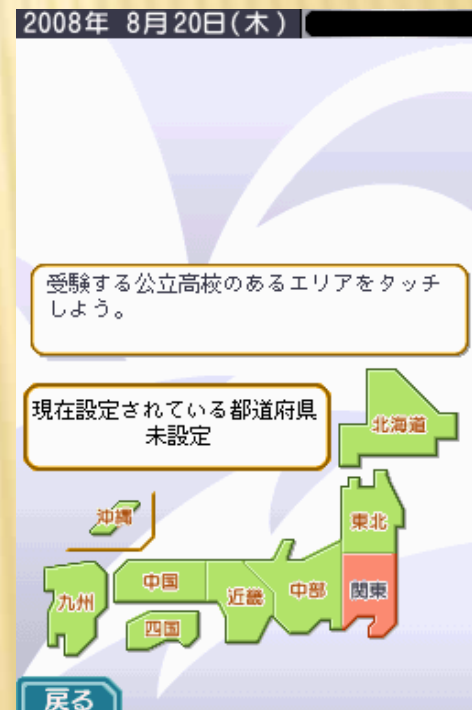 2008年 8月20日(木)
受験する公立高校のあるエリアをタッチ
しよう。
現在設定されている都道府県
未設定
北海道
沖縄
東北
九州
中国
近畿
中部
関東
四国
戻る